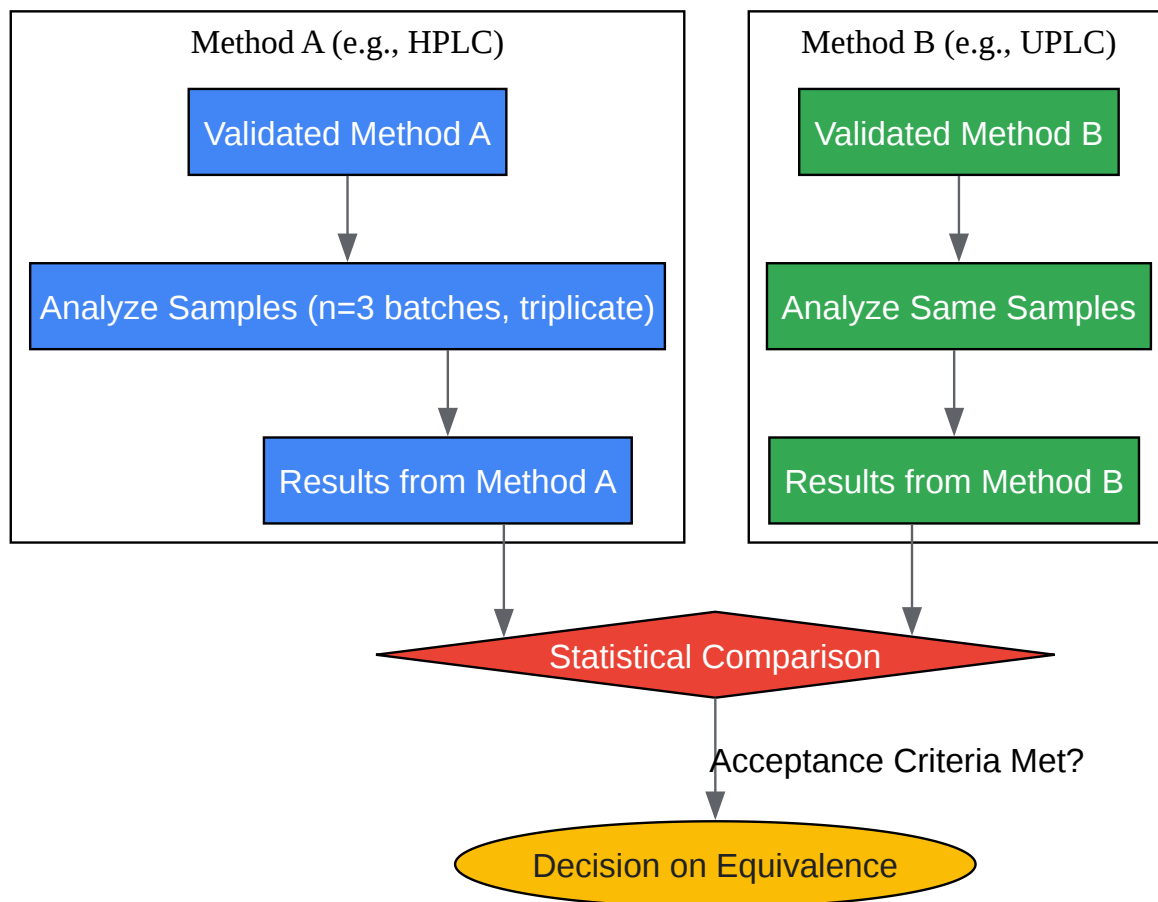 Method A (e.g., HPLC)
Validated Method A
Analyze Samples (n=3 batches, triplicate)
Results from Method A
Method B (e.g., UPLC)
Validated Method B
Analyze Same Samples
Results from Method B
Statistical Comparison
Acceptance Criteria Met?
Decision on Equivalence